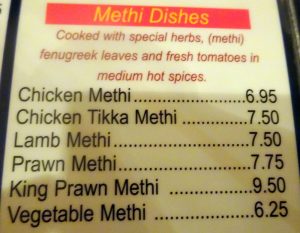 Methi Dishes
Cooked with special herbs, (methi)
fenugreek leaves and fresh tomatoes in
medium hot spices.
Chicken Methi....................6.95
Chicken Tikka Methi ...........7.50
Lamb Methi........................7.50
Prawn Methi.......................7.75
King Prawn Methi ...............9.50
Vegetable Methi .................6.25